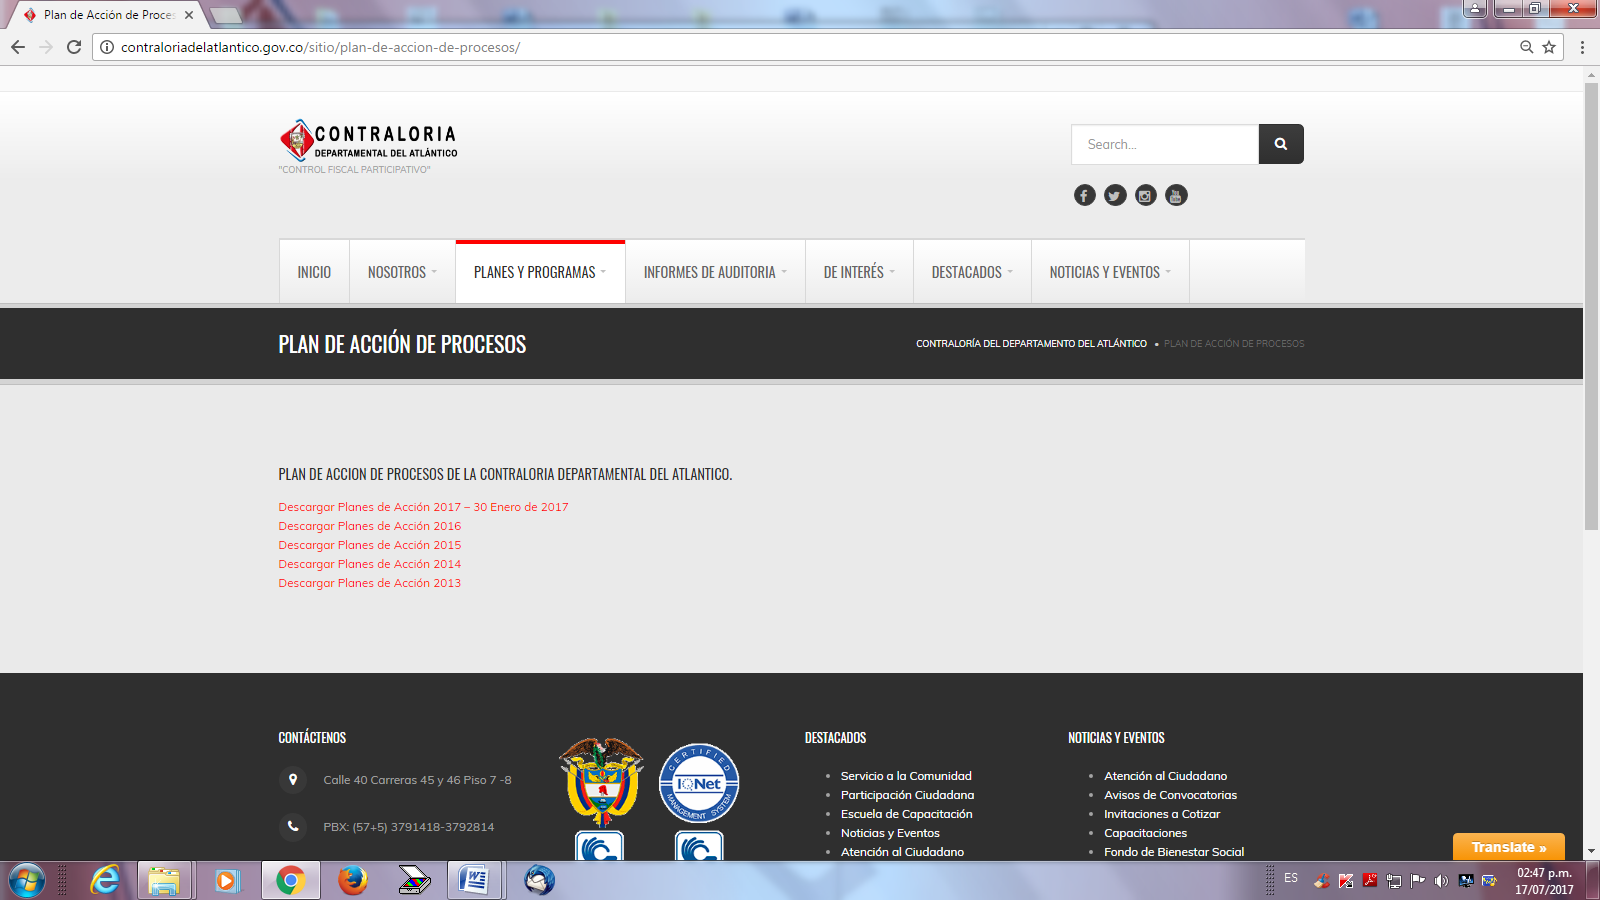 Plan de Acción de Proces
contraloriadelatlantico.gov.co/sitio/plan-de-accion-de-procesos/
CONTRALORIA
DEPARTAMENTAL DEL ATLÁNTICO
"CONTROL FISCAL PARTICIPATIVO"
Search...
INICIO
NOSOTROS
PLANES Y PROGRAMAS
INFORMES DE AUDITORIA
DE INTERÉS
DESTACADOS
NOTICIAS Y EVENTOS
PLAN DE ACCIÓN DE PROCESOS
CONTRALORÍA DEL DEPARTAMENTO DEL ATLÁNTICO • PLAN DE ACCIÓN DE PROCESOS
PLAN DE ACCION DE PROCESOS DE LA CONTRALORIA DEPARTAMENTAL DEL ATLANTICO.
Descargar Planes de Acción 2017 – 30 Enero de 2017
Descargar Planes de Acción 2016
Descargar Planes de Acción 2015
Descargar Planes de Acción 2014
Descargar Planes de Acción 2013
CONTÁCTENOS
Calle 40 Carreras 45 y 46 Piso 7 -8
PBX: (57+5) 3791418-3792814
CERTIFIED
IQNet
MANAGEMENT SYSTEM
DESTACADOS
Servicio a la Comunidad
Participación Ciudadana
Escuela de Capacitación
Noticias y Eventos
Atención al Ciudadano
NOTICIAS Y EVENTOS
Atención al Ciudadano
Avisos de Convocatorias
Invitaciones a Cotizar
Capacitaciones
Fondo de Bienestar Social
Translate »
ES
02:47 p.m.
17/07/2017